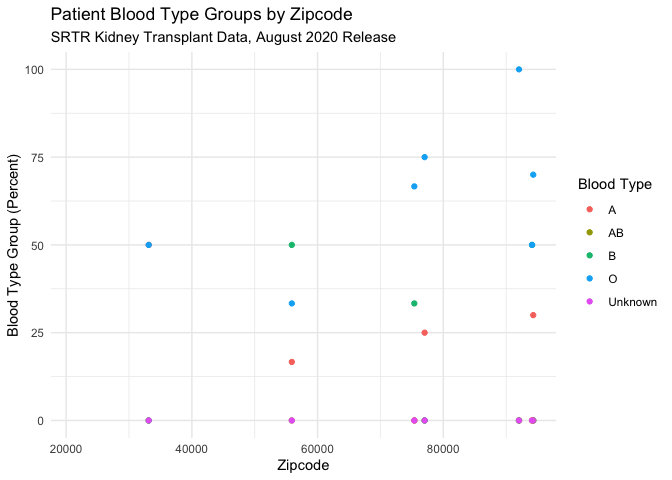 Patient Blood Type Groups by Zipcode
SRTR Kidney Transplant Data, August 2020 Release
100
75
50
25
0
Blood Type Group (Percent)
20000
40000
60000
80000
Zipcode
Blood Type
A
AB
B
O
Unknown